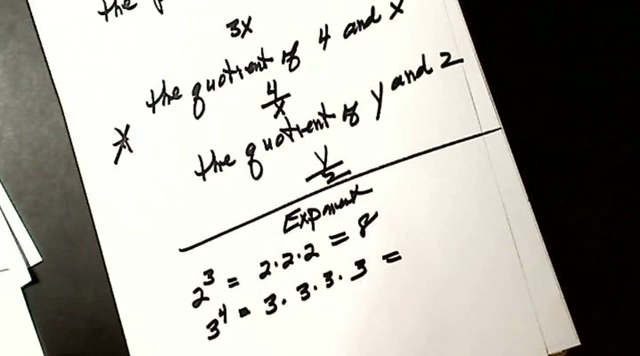 the
3x
* the quotient of 4 and x
4/x
the quotient of y and 2
y/2
Exponent
2³ = 2·2·2 = 8
3⁴ = 3·3·3·3 =